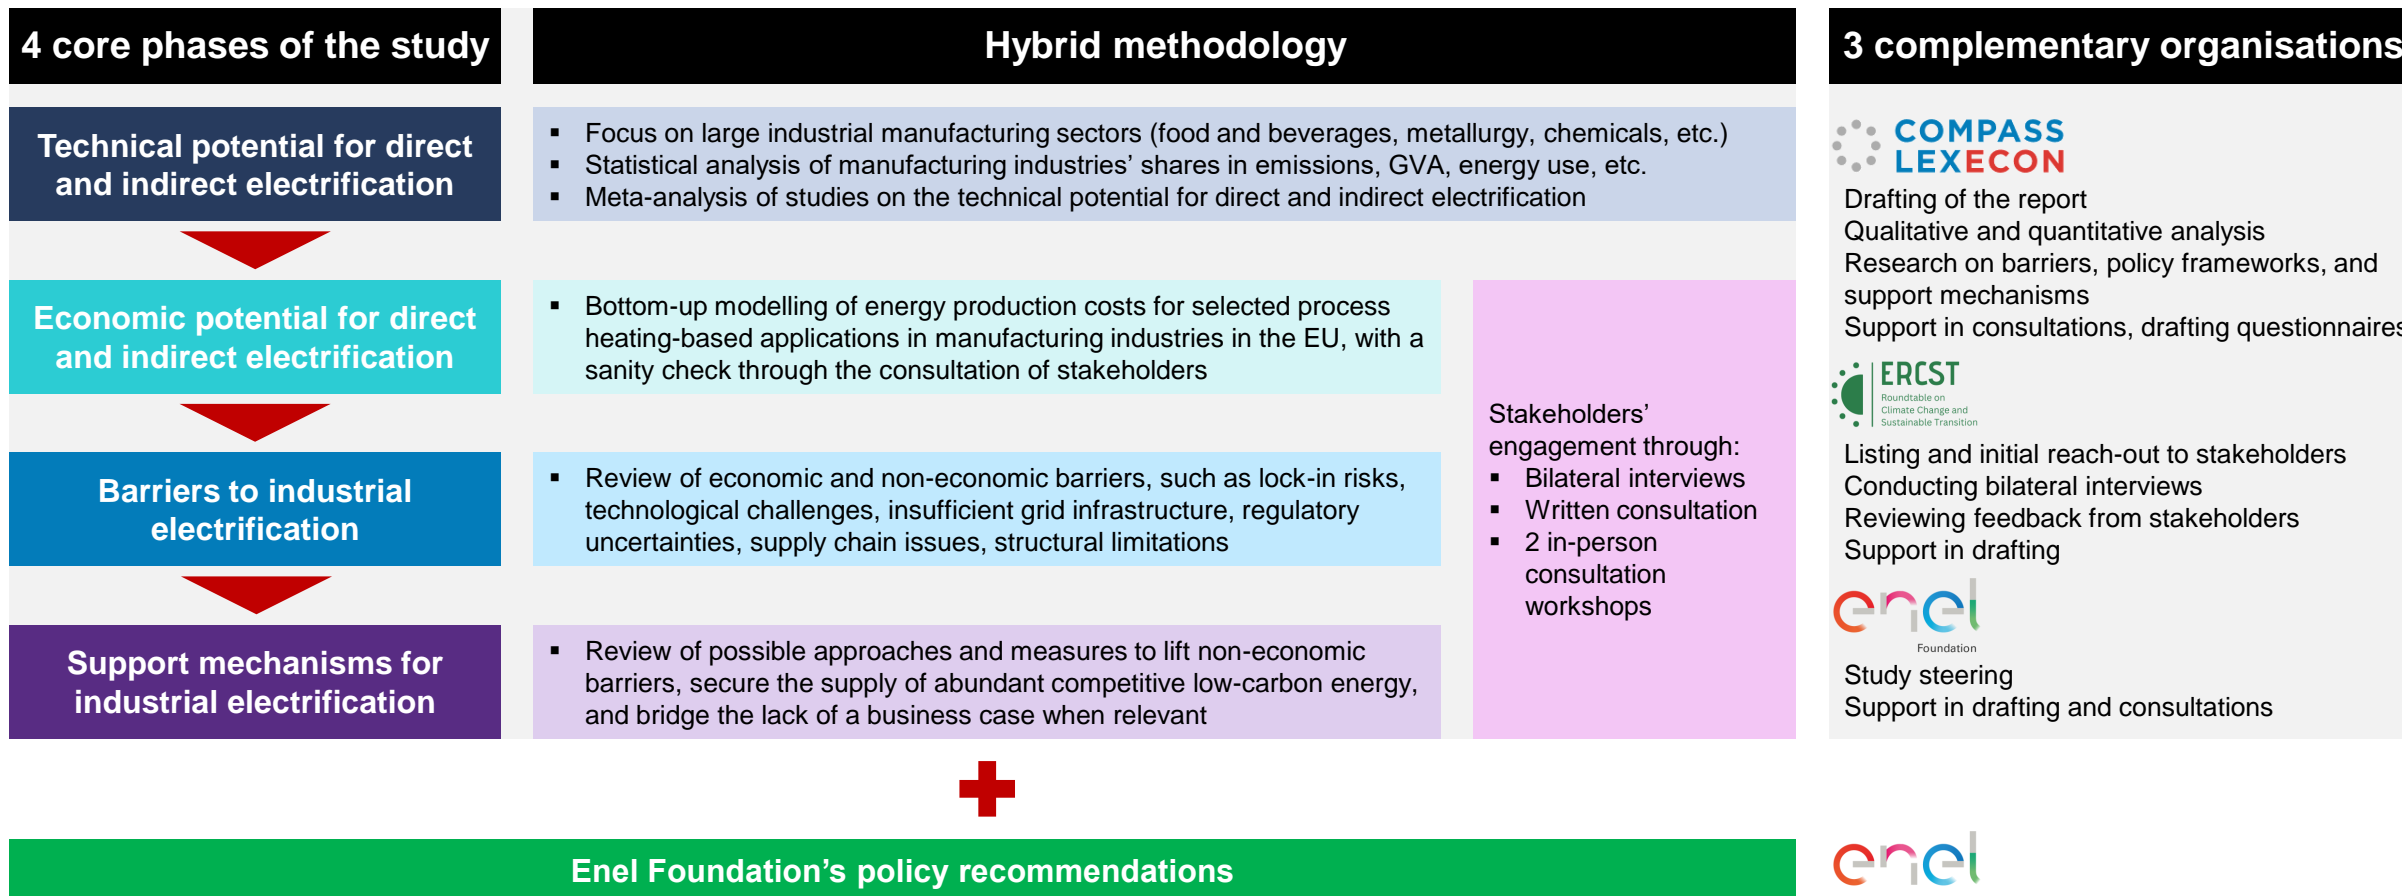 4 core phases of the study
Hybrid methodology
3 complementary organisations
Technical potential for direct
and indirect electrification
▪ Focus on large industrial manufacturing sectors (food and beverages, metallurgy, chemicals, etc.)
▪ Statistical analysis of manufacturing industries’ shares in emissions, GVA, energy use, etc.
▪ Meta-analysis of studies on the technical potential for direct and indirect electrification
Economic potential for direct
and indirect electrification
▪ Bottom-up modelling of energy production costs for selected process
heating-based applications in manufacturing industries in the EU, with a
sanity check through the consultation of stakeholders
Barriers to industrial
electrification
▪ Review of economic and non-economic barriers, such as lock-in risks,
technological challenges, insufficient grid infrastructure, regulatory
uncertainties, supply chain issues, structural limitations
Support mechanisms for
industrial electrification
▪ Review of possible approaches and measures to lift non-economic
barriers, secure the supply of abundant competitive low-carbon energy,
and bridge the lack of a business case when relevant
Stakeholders’
engagement through:
▪ Bilateral interviews
▪ Written consultation
▪ 2 in-person
consultation
workshops
COMPASS
LEXECON
Drafting of the report
Qualitative and quantitative analysis
Research on barriers, policy frameworks, and
support mechanisms
Support in consultations, drafting questionnaires
ERCST
Roundtable on
Climate Change and
Sustainable Transition
Listing and initial reach-out to stakeholders
Conducting bilateral interviews
Reviewing feedback from stakeholders
Support in drafting
enel
Foundation
Study steering
Support in drafting and consultations
Enel Foundation’s policy recommendations
enel